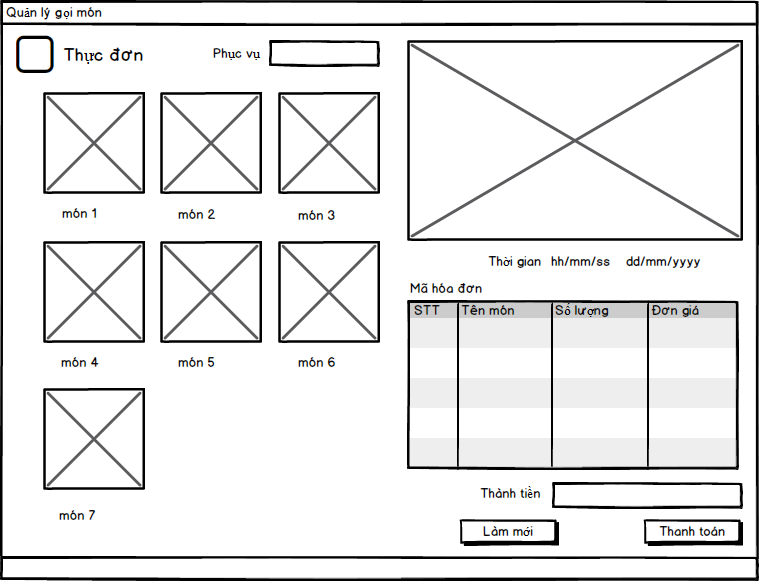 Quản lý gọi món
Thực đơn
Phục vụ
món 1
món 2
món 3
món 4
món 5
món 6
món 7
Thời gian hh/mm/ss dd/mm/yyyy
Mã hóa đơn
STT Tên món Số lượng Đơn giá
Thành tiền
Làm mới
Thanh toán